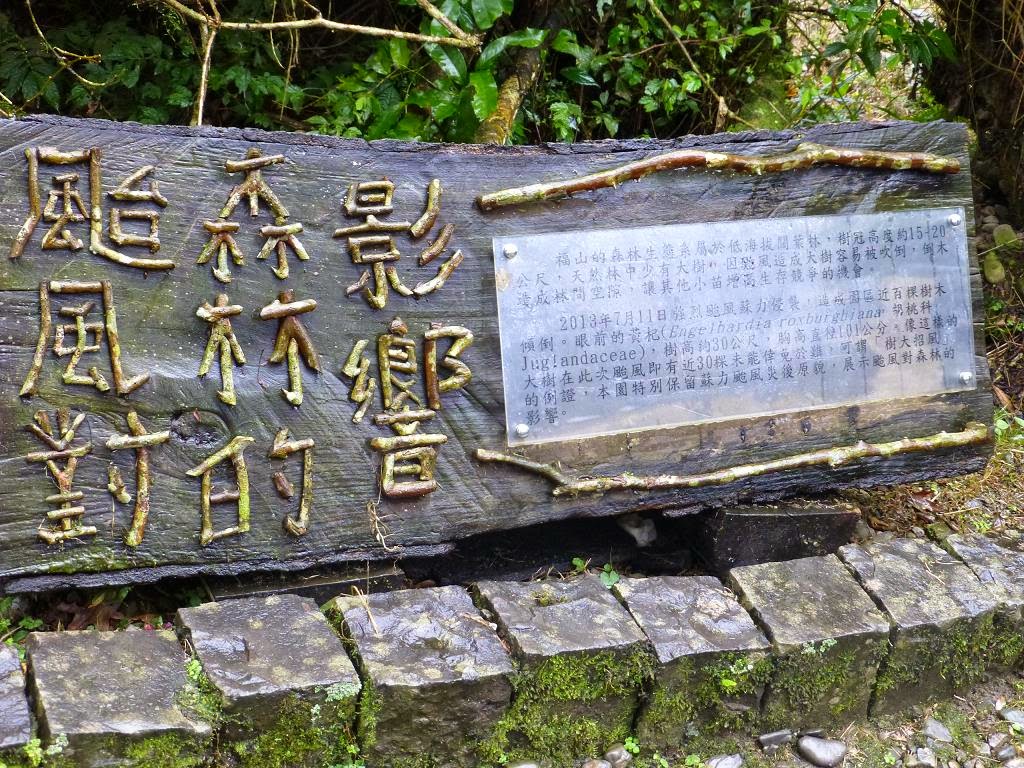 颱風對
森林的
影響
福山的森林生態系屬於低海拔闊葉林,樹冠高度約15-20
公尺,天然林中少有大樹,因颱風造成大樹容易被吹倒,倒木
造成林間空隙,讓其他小苗增高生存競爭的機會。
2013年7月11日強烈颱風蘇力侵襲,造成園區近百棵樹木
傾倒。眼前的黃杞(Engelhardia roxburghiana 胡桃科
Juglandaceae),樹高約30公尺,胸高直徑101公分。像這樣的
大樹在此次颱風即有近30棵未能倖免於難,所謂「樹大招風」
的例證,本園特別保留蘇力颱風災後原貌,展示颱風對森林的
影響。